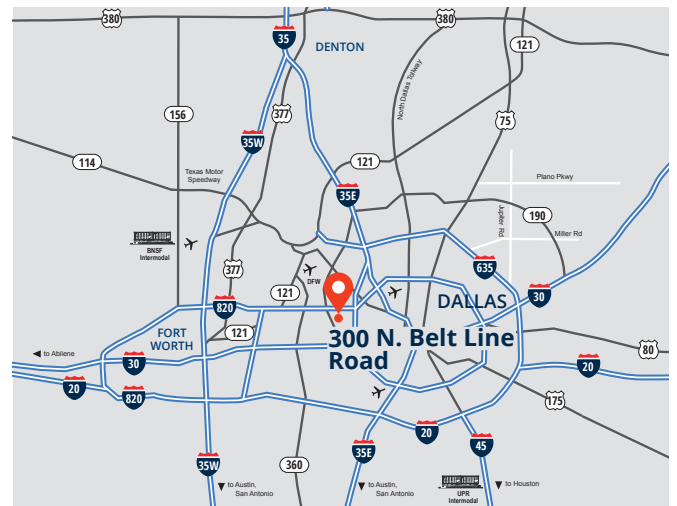 380
380
35
DENTON
121
North Dallas Tollway
156
377
75
35W
121
114
Texas Motor
Speedway
Plano Pkwy
35E
190
Jupiter Rd
Miller Rd
BNSF
Intermodal
377
DFW
635
121
820
DALLAS
30
FORT
WORTH
121
300 N. Belt Line
Road
to Abilene
80
30
20
20
820
175
20
45
35E
35W
360
to Austin,
San Antonio
to Austin,
San Antonio
UPR
Intermodal
to Houston